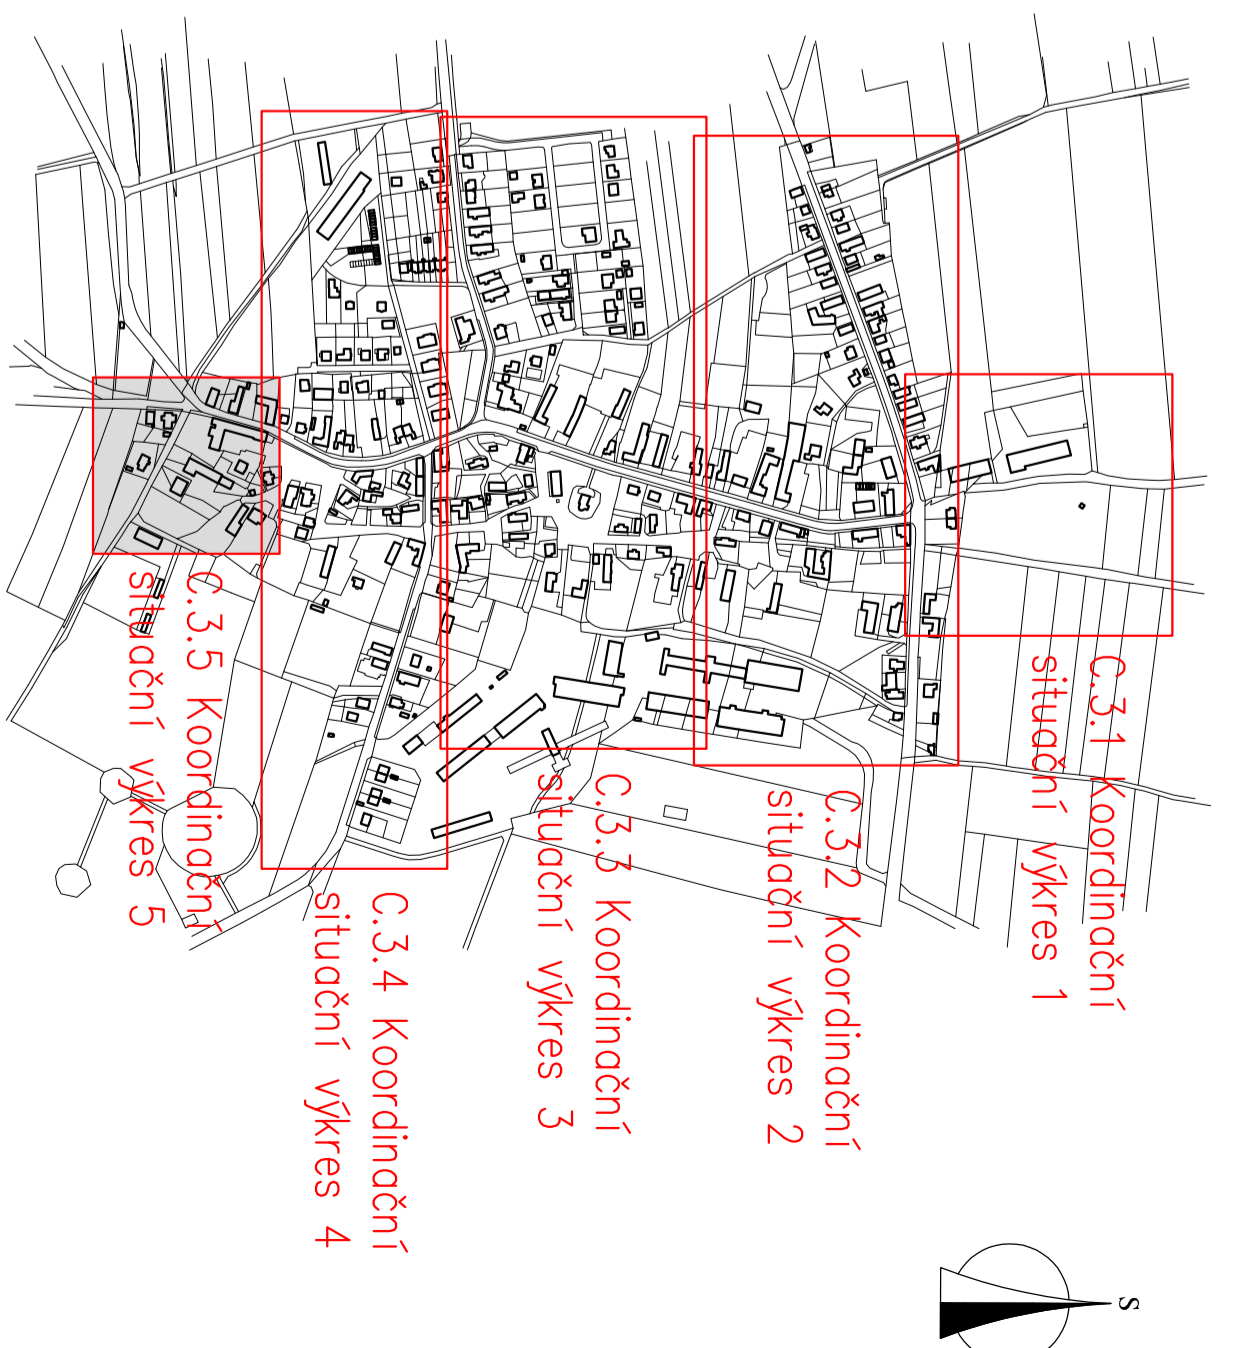 C.3.1 Koordinační
situační výkres 1
C.3.2 Koordinační
situační výkres 2
C.3.3 Koordinační
situační výkres 3
C.3.4 Koordinační
situační výkres 4
C.3.5 Koordinační
situační výkres 5
S